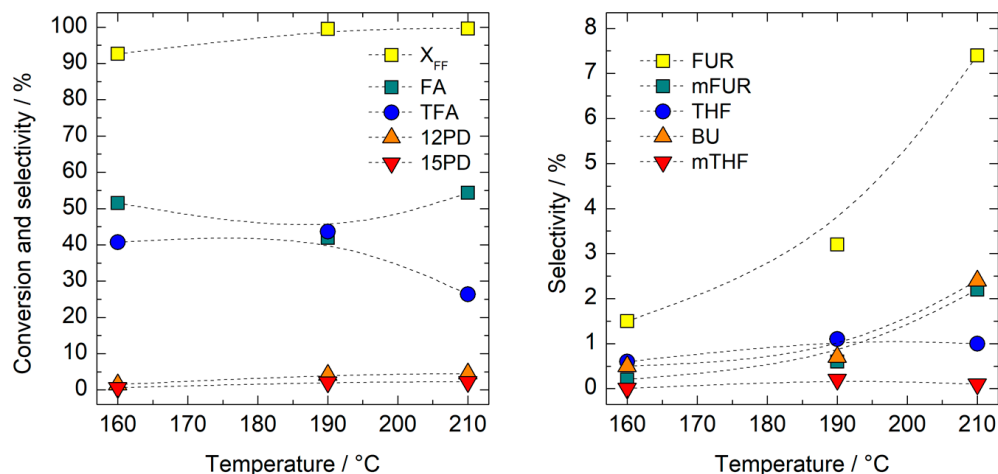 Conversion and selectivity / %
100
90
80
70
60
50
40
30
20
10
0
X_FF
FA
TFA
12PD
15PD
160 170 180 190 200 210
Temperature / °C
Selectivity / %
8
7
6
5
4
3
2
1
0
FUR
mFUR
THF
BU
mTHF
160 170 180 190 200 210
Temperature / °C